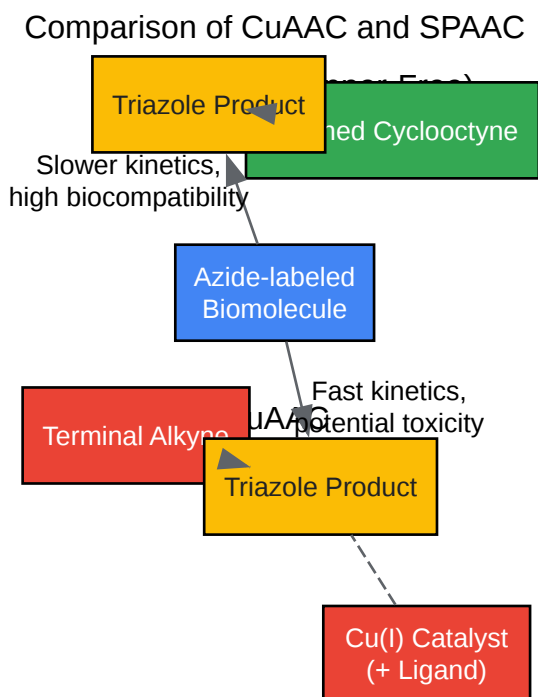 Comparison of CuAAC and SPAAC
Triazole Product
Cyclooctyne
Slower kinetics,
high biocompatibility
Azide-labeled
Biomolecule
Fast kinetics,
potential toxicity
Terminal Alkyne
Triazole Product
Cu(I) Catalyst
(+ Ligand)